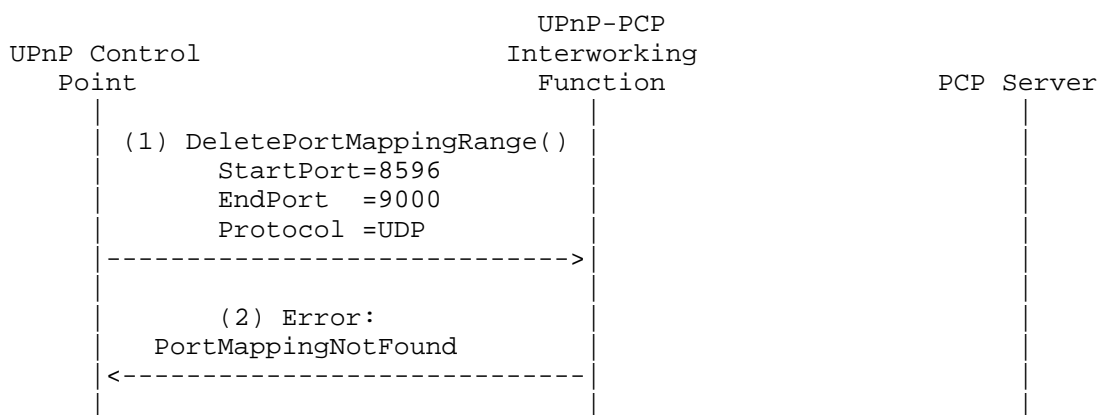 UPnP-PCP
UPnP Control Interworking
Point Function PCP Server
(1) DeletePortMappingRange()
StartPort=8596
EndPort =9000
Protocol =UDP
(2) Error:
PortMappingNotFound